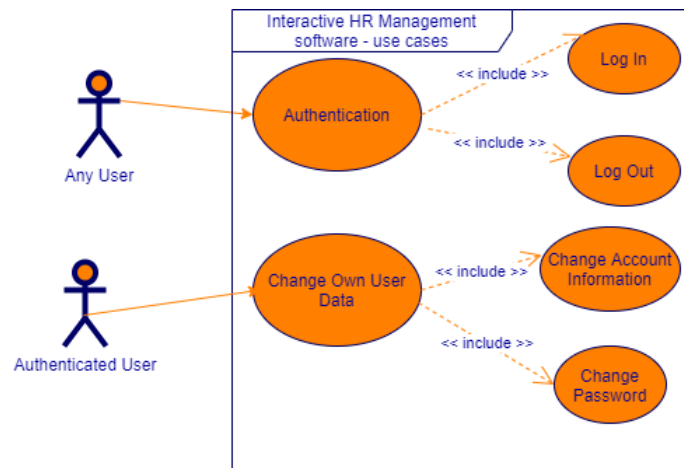 Interactive HR Management
software - use cases
Log In
<< include >>
Authentication
<< include >>
Any User
Log Out
Change Account
Information
<< include >>
Change Own User
Data
<< include >>
Authenticated User
Change
Password